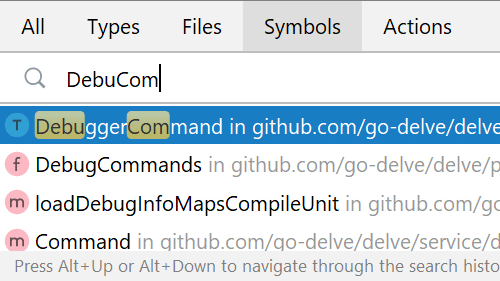 All Types Files Symbols Actions
DebuCom
T DebuggerCommand in github.com/go-delve/delve
f DebugCommands in github.com/go-delve/delve/p
m loadDebugInfoMapsCompileUnit in github.com/go
m Command in github.com/go-delve/delve/service/d
Press Alt+Up or Alt+Down to navigate through the search histo